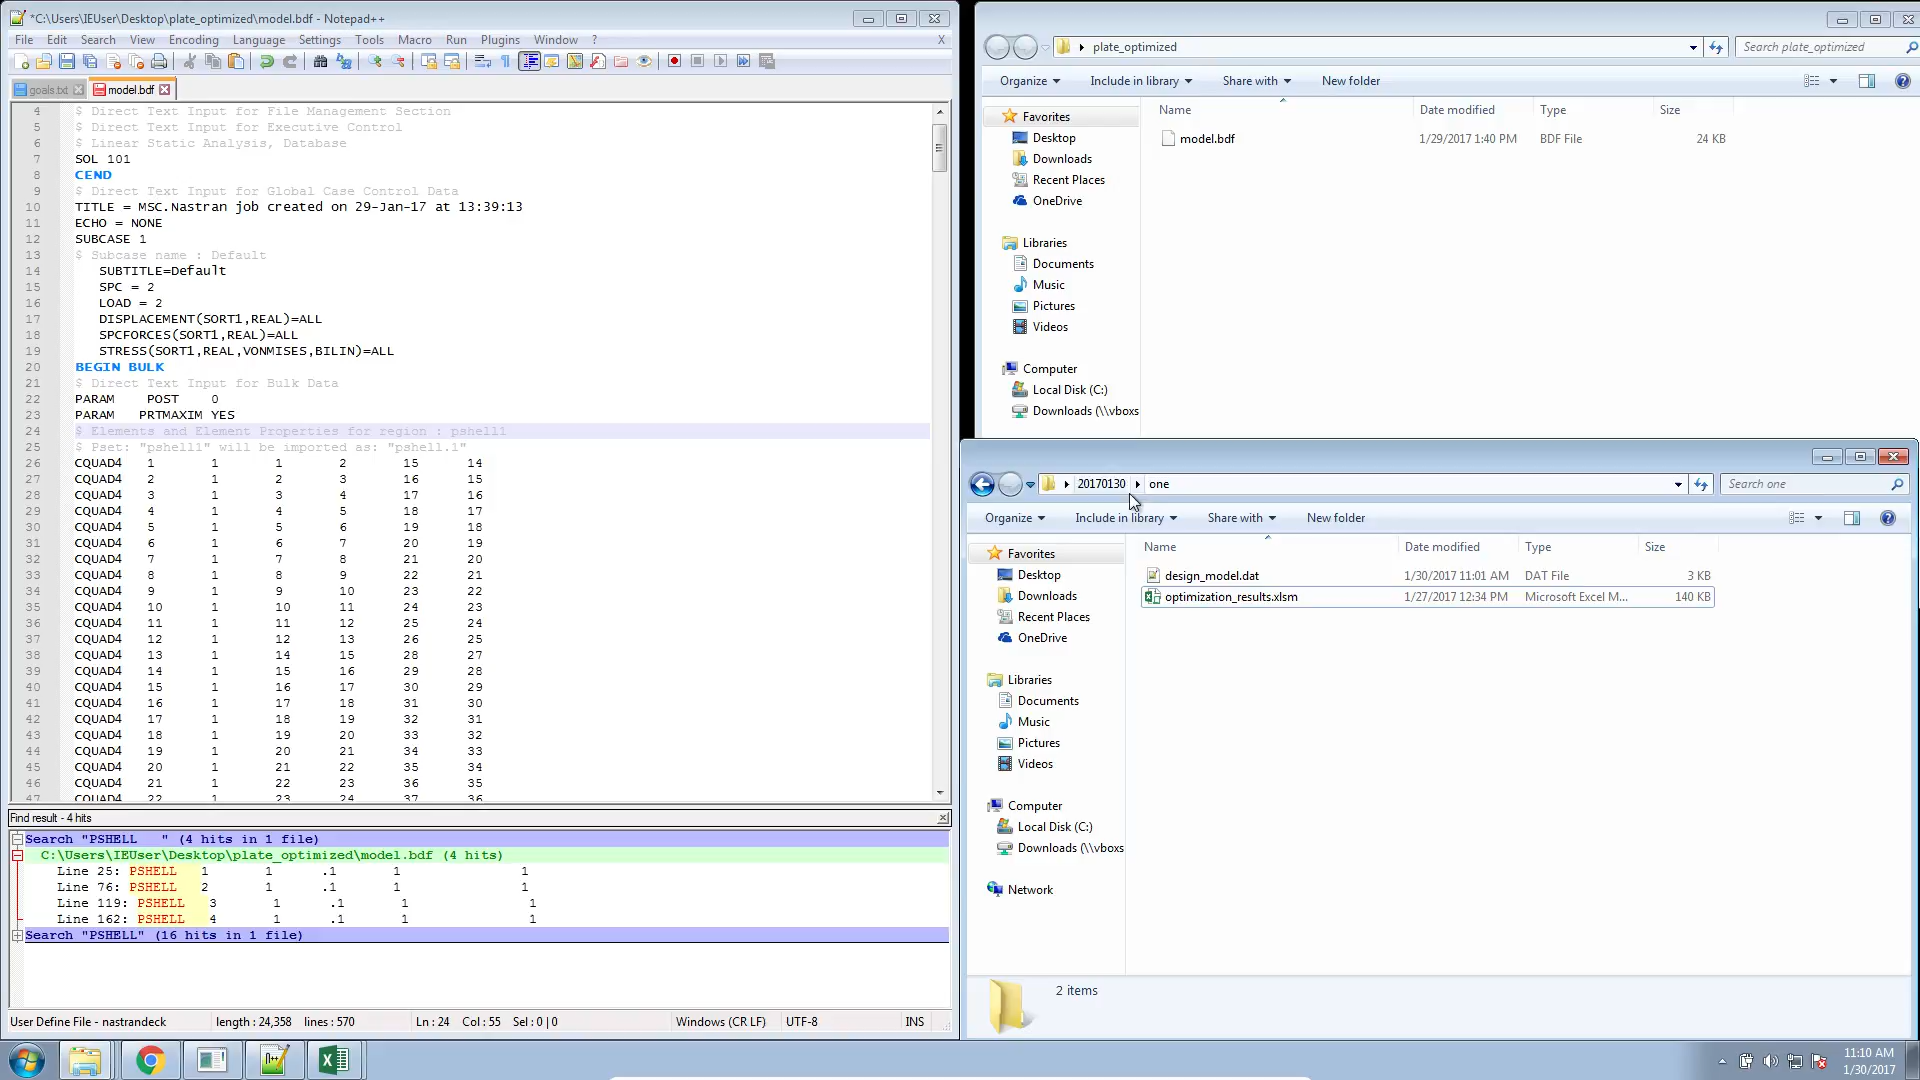 *C:\Users\IEUser\Desktop\plate_optimized\model.bdf - Notepad++
File Edit Search View Encoding Language Settings Tools Macro Run Plugins Window ? X
goals.txt model.bdf
4 $ Direct Text Input for File Management Section
5 $ Direct Text Input for Executive Control
6 $ Linear Static Analysis, Database
7 SOL 101
8 CEND
9 $ Direct Text Input for Global Case Control Data
10 TITLE = MSC.Nastran job created on 29-Jan-17 at 13:39:13
11 ECHO = NONE
12 SUBCASE 1
13 $ Subcase name : Default
14 SUBTITLE=Default
15 SPC = 2
16 LOAD = 2
17 DISPLACEMENT(SORT1,REAL)=ALL
18 SPCFORCES(SORT1,REAL)=ALL
19 STRESS(SORT1,REAL,VONMISES,BILIN)=ALL
20 BEGIN BULK
21 $ Direct Text Input for Bulk Data
22 PARAM POST 0
23 PARAM PRTMAXIM YES
24 $ Elements and Element Properties for region : pshell1
25 $ Pset: "pshell1" will be imported as: "pshell.1"
26 CQUAD4 1 1 1 2 15 14
27 CQUAD4 2 1 2 3 16 15
28 CQUAD4 3 1 3 4 17 16
29 CQUAD4 4 1 4 5 18 17
30 CQUAD4 5 1 5 6 19 18
31 CQUAD4 6 1 6 7 20 19
32 CQUAD4 7 1 7 8 21 20
33 CQUAD4 8 1 8 9 22 21
34 CQUAD4 9 1 9 10 23 22
35 CQUAD4 10 1 10 11 24 23
36 CQUAD4 11 1 11 12 25 24
37 CQUAD4 12 1 12 13 26 25
38 CQUAD4 13 1 14 15 28 27
39 CQUAD4 14 1 15 16 29 28
40 CQUAD4 15 1 16 17 30 29
41 CQUAD4 16 1 17 18 31 30
42 CQUAD4 17 1 18 19 32 31
43 CQUAD4 18 1 19 20 33 32
44 CQUAD4 19 1 20 21 34 33
45 CQUAD4 20 1 21 22 35 34
46 CQUAD4 21 1 22 23 36 35
47 CQUAD4 22 1 23 24 37 36
Find result - 4 hits
Search "PSHELL   " (4 hits in 1 file)
C:\Users\IEUser\Desktop\plate_optimized\model.bdf (4 hits)
Line 25: PSHELL 1 1 .1 1 1
Line 76: PSHELL 2 1 .1 1 1
Line 119: PSHELL 3 1 .1 1 1
Line 162: PSHELL 4 1 .1 1 1
Search "PSHELL" (16 hits in 1 file)
User Define File - nastrandeck length : 24,358 lines : 570 Ln : 24 Col : 55 Sel : 0 | 0 Windows (CR LF) UTF-8 INS
plate_optimized Search plate_optimized
Organize Include in library Share with New folder
Name Date modified Type Size
model.bdf 1/29/2017 1:40 PM BDF File 24 KB
Favorites
Desktop
Downloads
Recent Places
OneDrive
Libraries
Documents
Music
Pictures
Videos
Computer
Local Disk (C:)
Downloads (\\vboxs
20170130 one Search one
Organize Include in library Share with New folder
Name Date modified Type Size
design_model.dat 1/30/2017 11:01 AM DAT File 3 KB
optimization_results.xlsm 1/27/2017 12:34 PM Microsoft Excel M... 140 KB
Favorites
Desktop
Downloads
Recent Places
OneDrive
Libraries
Documents
Music
Pictures
Videos
Computer
Local Disk (C:)
Downloads (\\vboxs
Network
2 items
11:10 AM
1/30/2017